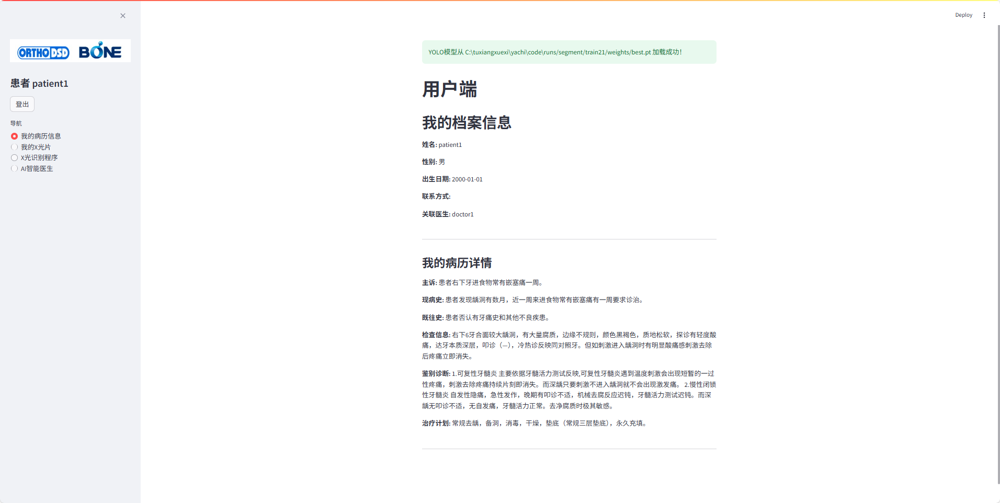 Deploy
ORTHO DSD BONE
患者 patient1
登出
导航
我的病历信息
我的X光片
X光识别程序
AI智能医生
YOLO模型从 C:\tuxiangxuexi\yachi\code\runs/segment/train21/weights/best.pt 加载成功!
用户端
我的档案信息
姓名: patient1
性别: 男
出生日期: 2000-01-01
联系方式:
关联医生: doctor1
我的病历详情
主诉: 患者右下牙进食物常有嵌塞痛一周。
现病史: 患者发现龋洞有数月，近一周来进食物常有嵌塞痛有一周要求诊治。
既往史: 患者否认有牙痛史和其他不良疾患。
检查信息: 右下6牙合面较大龋洞，有大量腐质，边缘不规则，颜色黑褐色，质地松软，探诊有轻度酸
痛，达牙本质深层，叩诊（—），冷热诊反映同对照牙。但如刺激进入龋洞时有明显酸痛感刺激去除
后疼痛立即消失。
鉴别诊断: 1.可复性牙髓炎 主要依据牙髓活力测试反映,可复性牙髓炎遇到温度刺激会出现短暂的一过
性疼痛，刺激去除疼痛持续片刻即消失。而深龋只要刺激不进入龋洞就不会出现激发痛。 2.慢性闭锁
性牙髓炎 自发性隐痛，急性发作，晚期有叩诊不适，机械去腐反应迟钝，牙髓活力测试迟钝。而深
龋无叩诊不适，无自发痛，牙髓活力正常。去净腐质时极其敏感。
治疗计划: 常规去龋，备洞，消毒，干燥，垫底（常规三层垫底），永久充填。